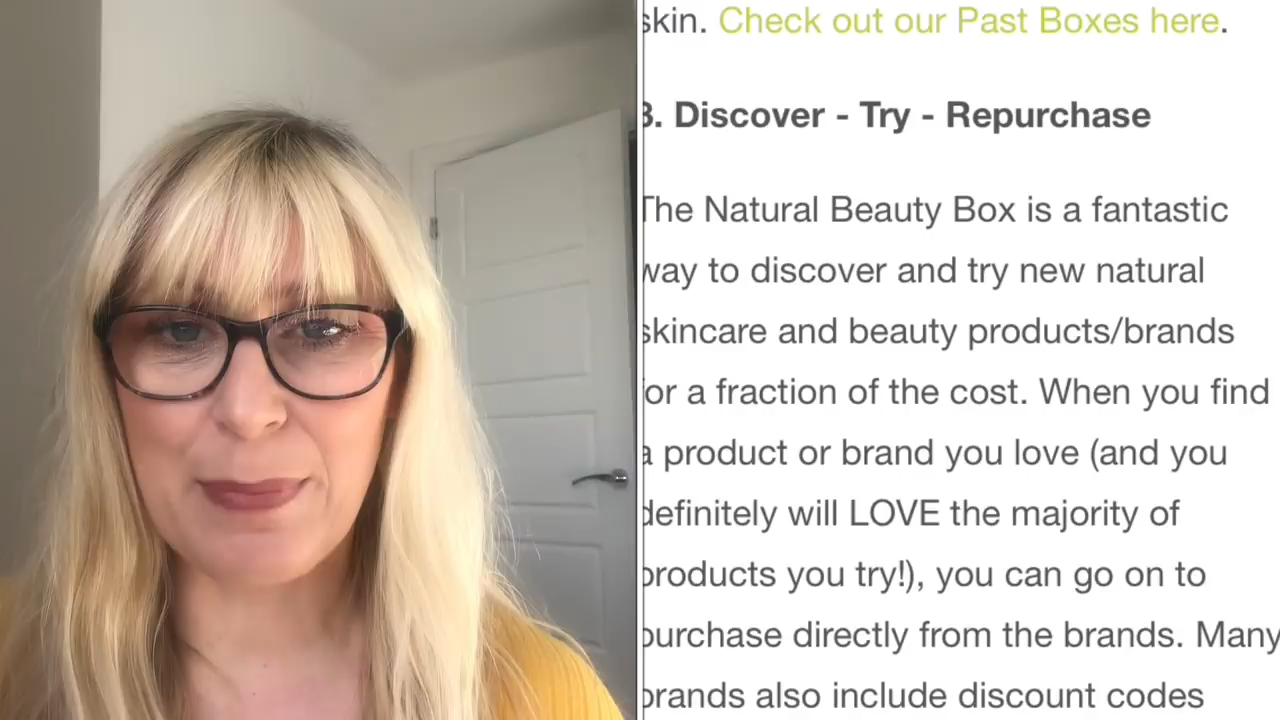 skin. Check out our Past Boxes here.
3. Discover - Try - Repurchase
The Natural Beauty Box is a fantastic
way to discover and try new natural
skincare and beauty products/brands
for a fraction of the cost. When you find
a product or brand you love (and you
definitely will LOVE the majority of
products you try!), you can go on to
purchase directly from the brands. Many
brands also include discount codes